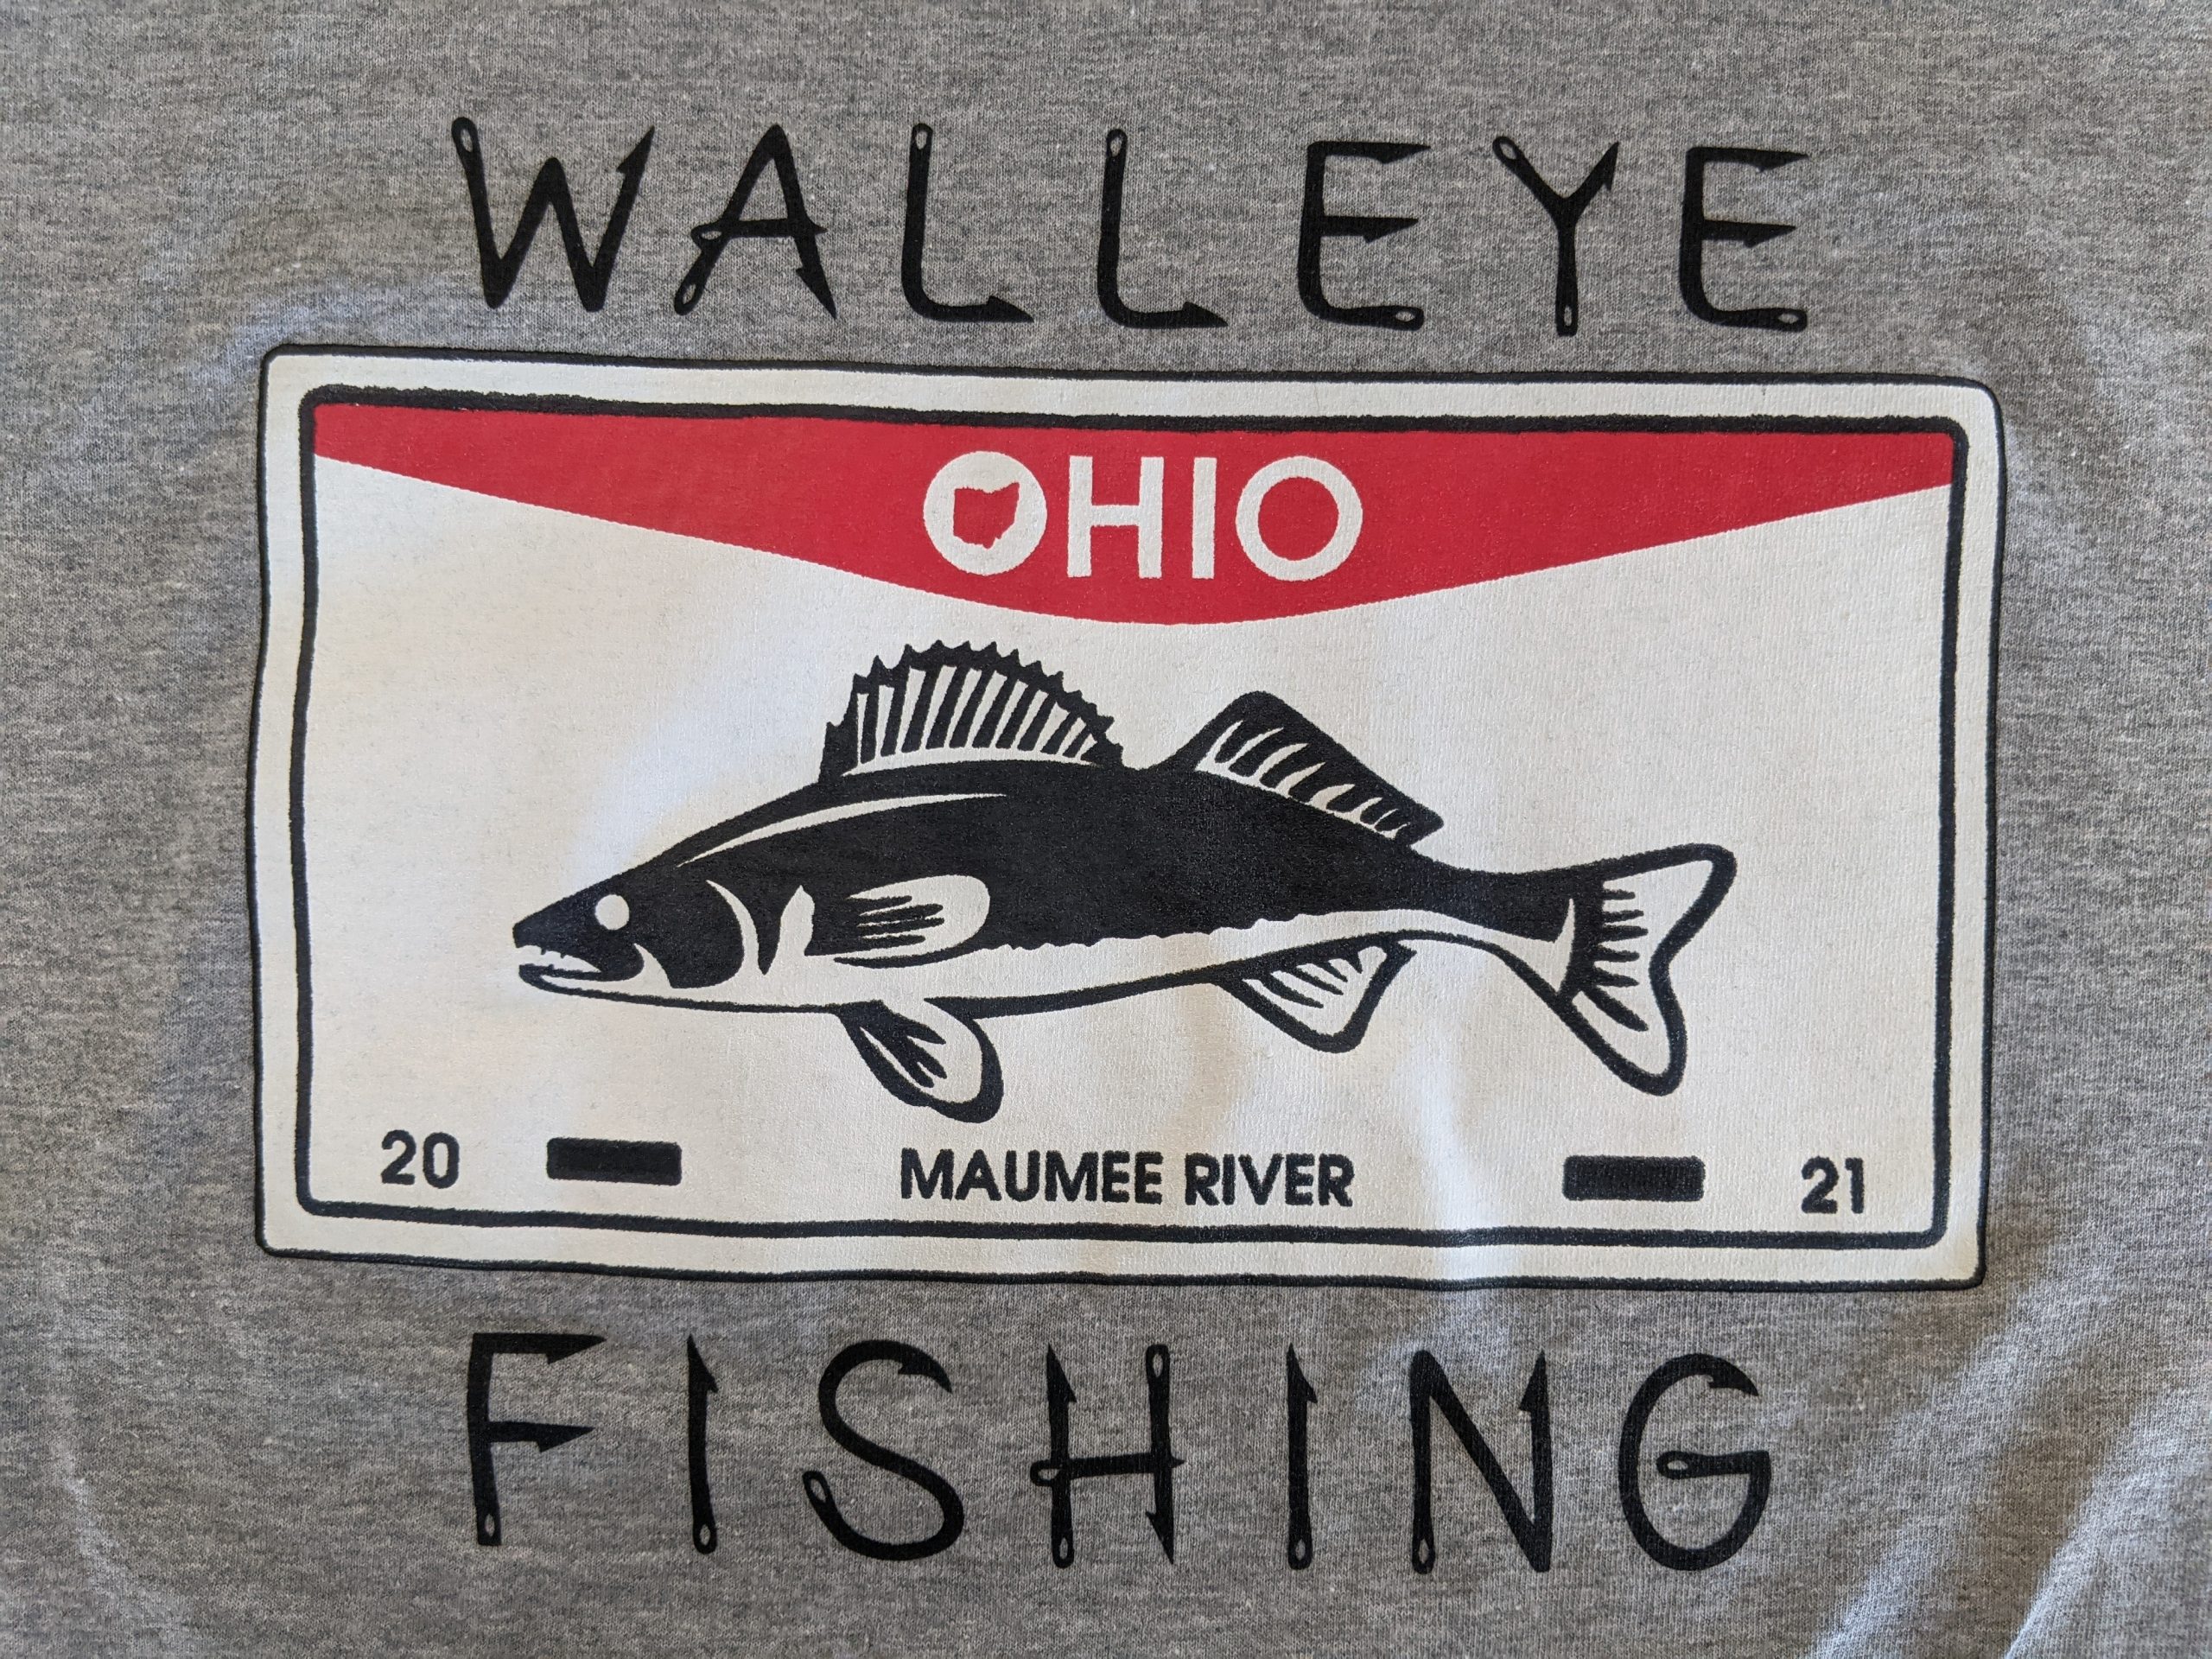 WALLEYE
OHIO
20 MAUMEE RIVER 21
FISHING